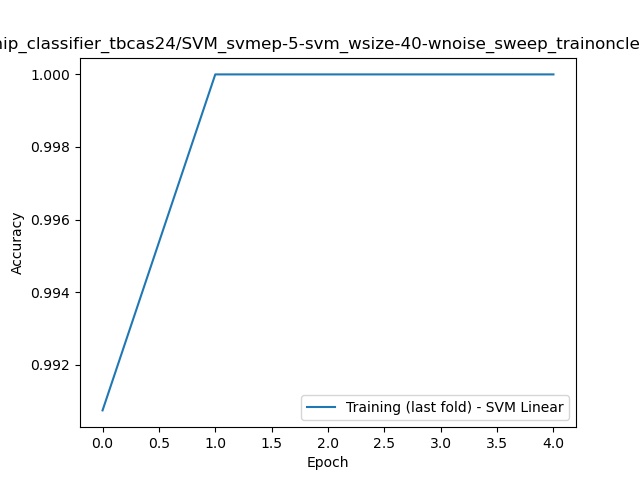 ip_classifier_tbcas24/SVM_svmep-5-svm_wsize-40-wnoise_sweep_trainoncle
1.000
0.998
0.996
0.994
0.992
Accuracy
Training (last fold) - SVM Linear
0.0 0.5 1.0 1.5 2.0 2.5 3.0 3.5 4.0
Epoch